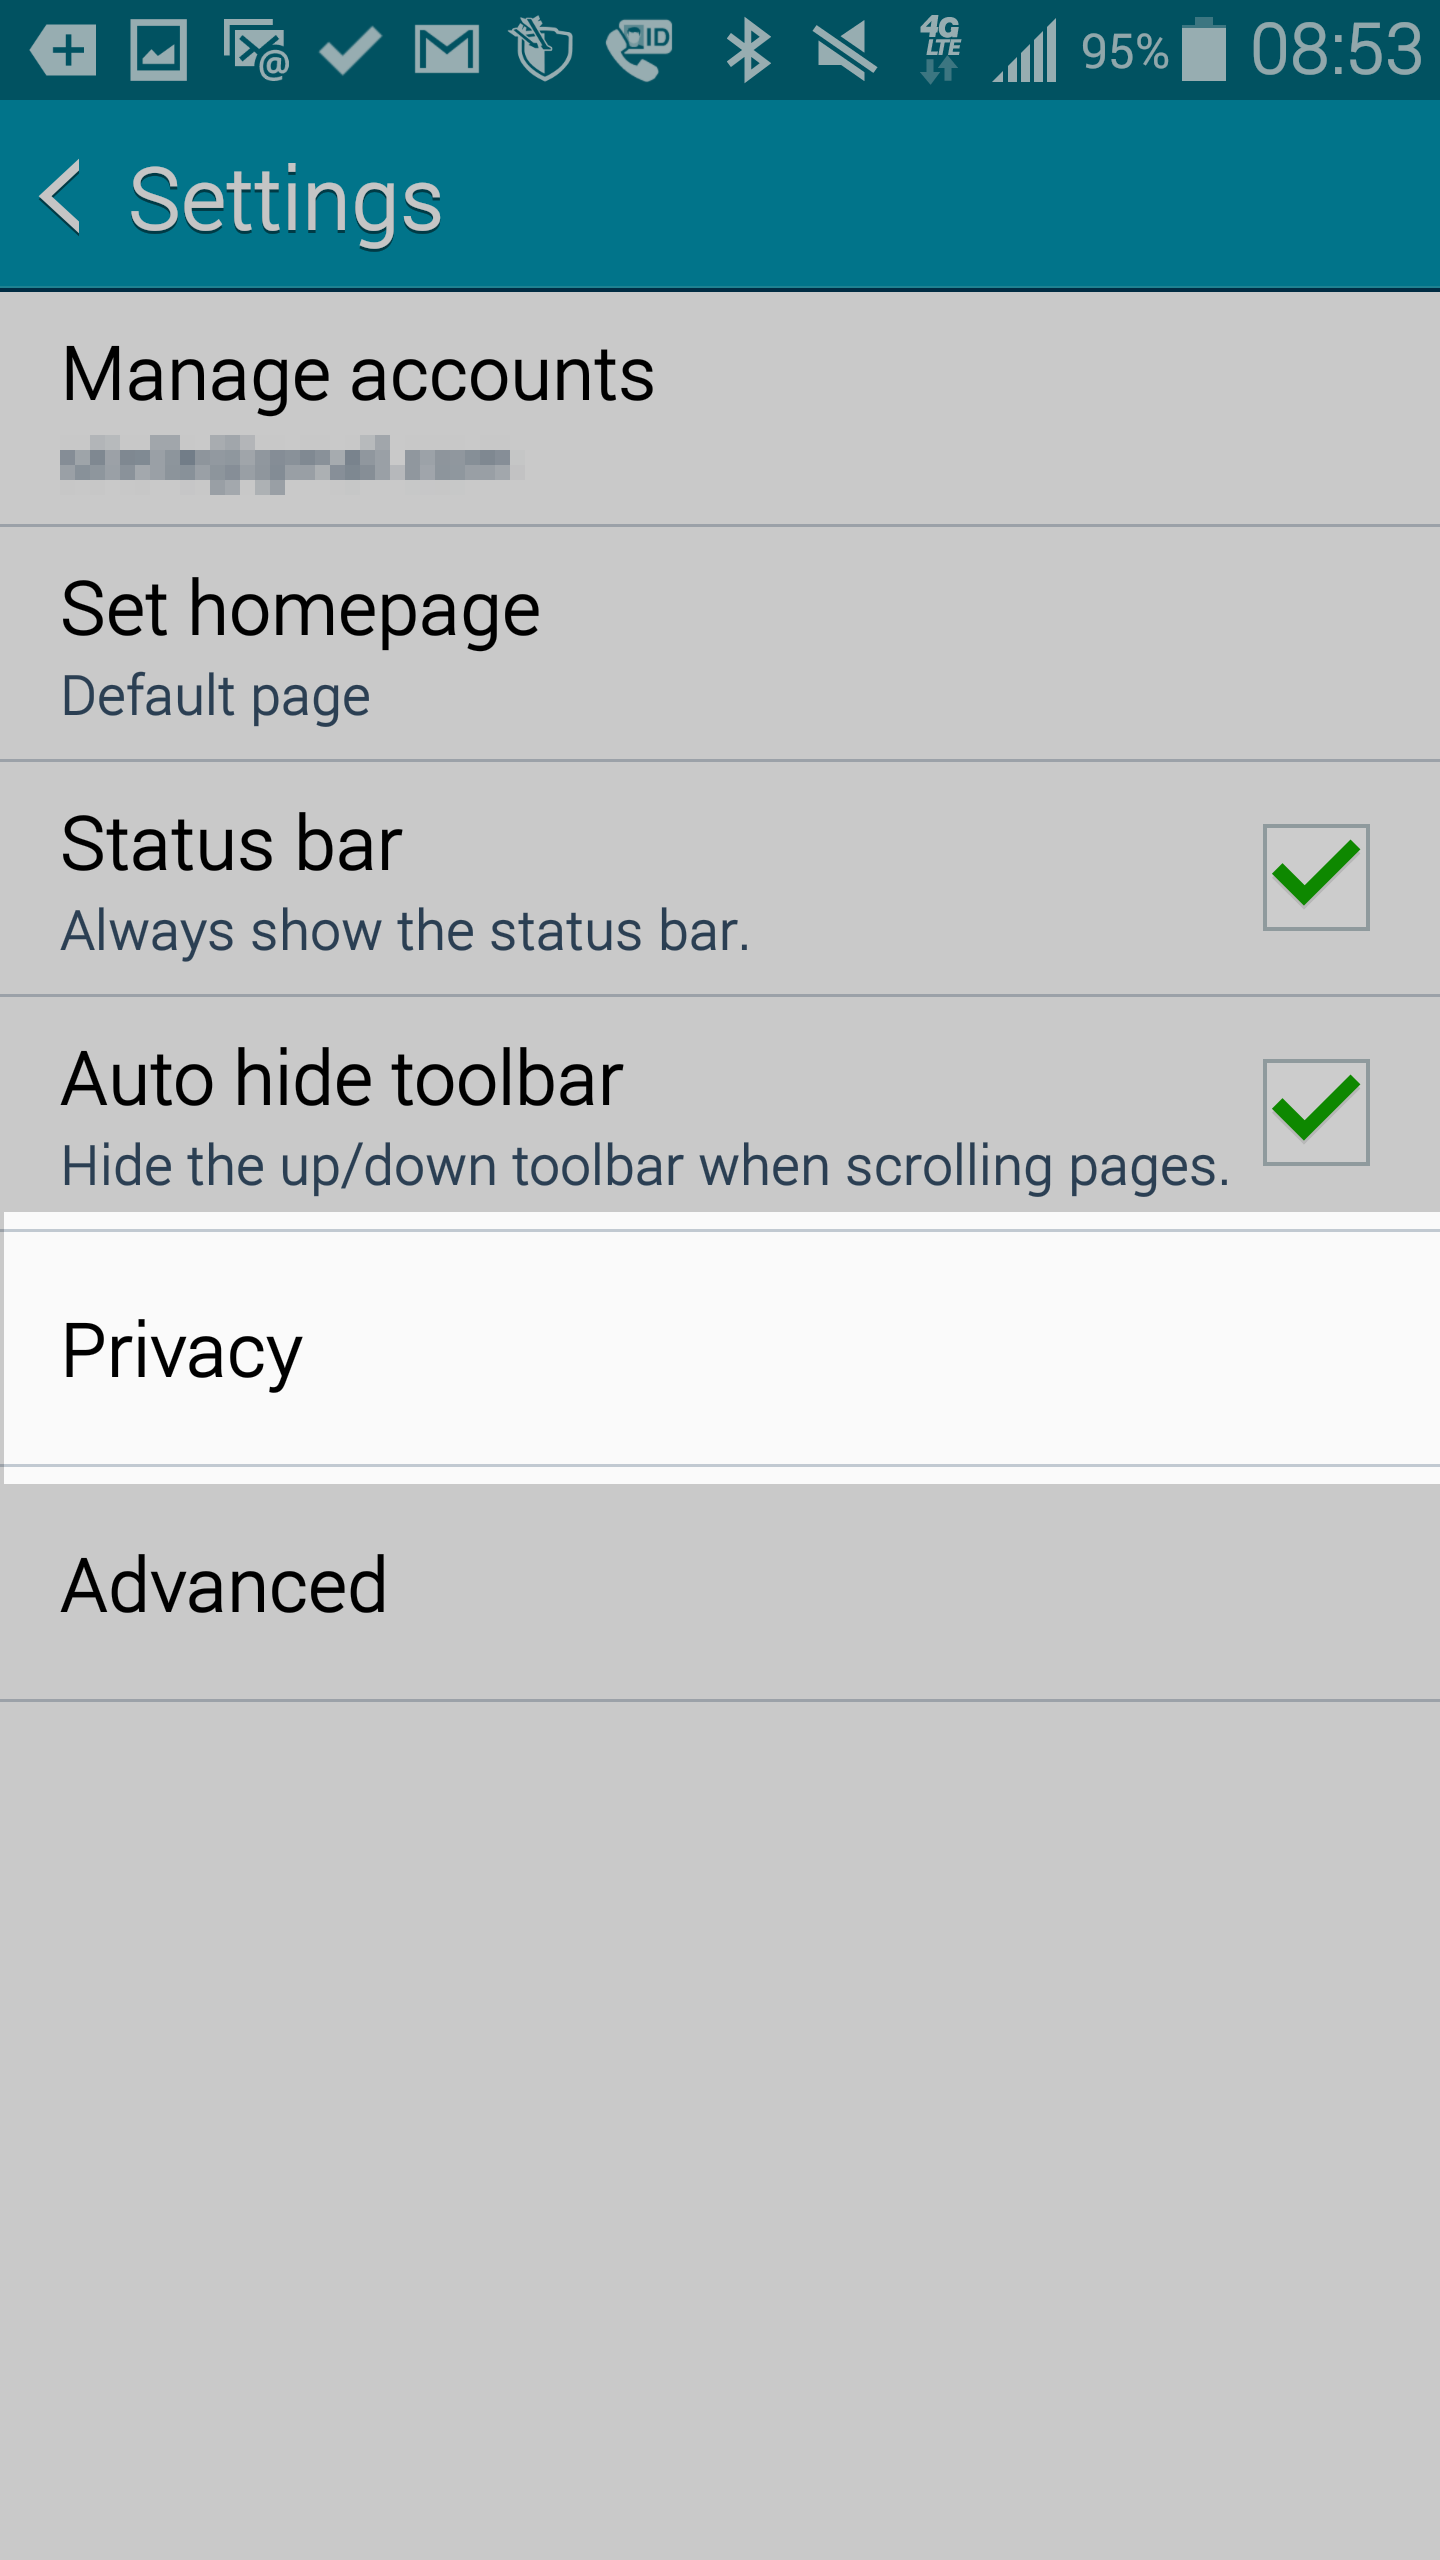 @ ID 4G LTE 95% 08:53
Settings
Manage accounts
Set homepage
Default page
Status bar
Always show the status bar.
Auto hide toolbar
Hide the up/down toolbar when scrolling pages.
Privacy
Advanced